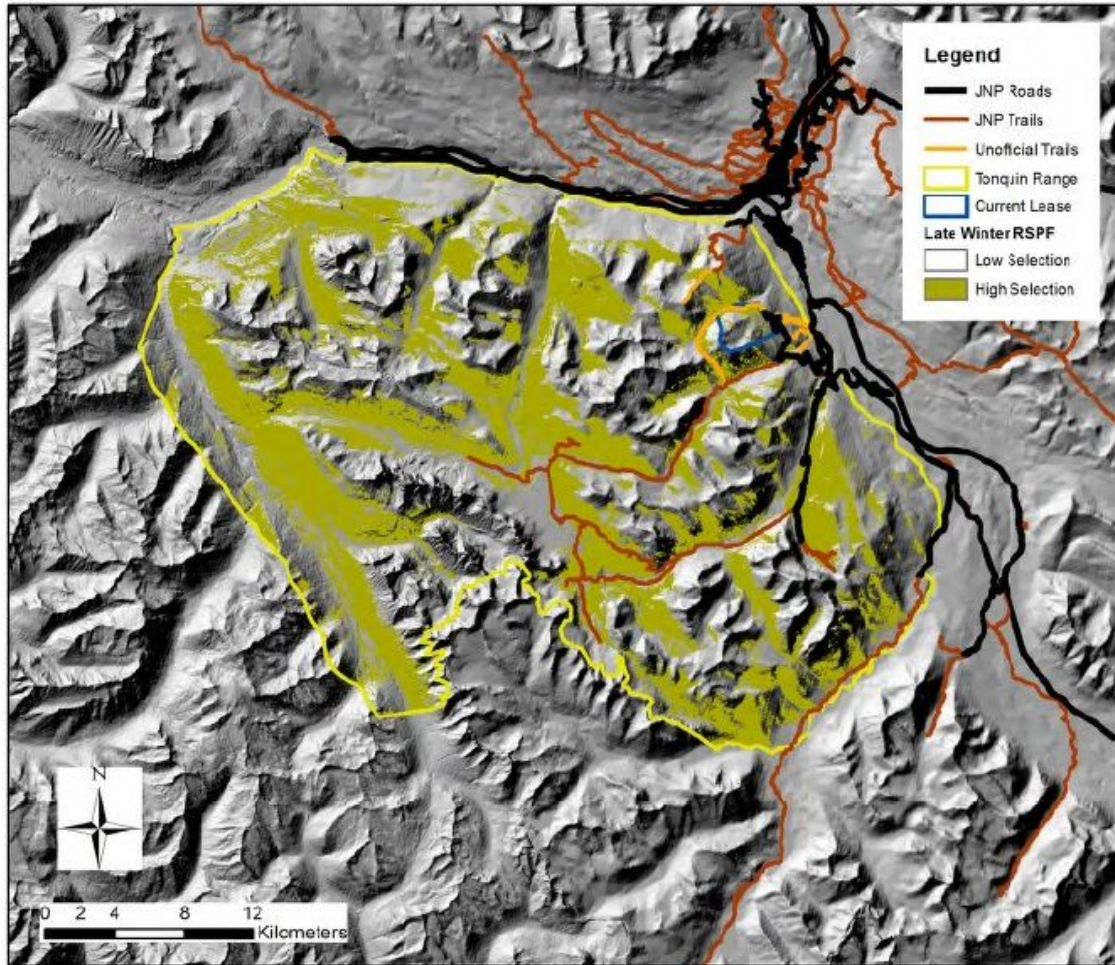 Legend
JNP Roads
JNP Trails
Unofficial Trails
Tonquin Range
Current Lease
Late Winter RSPF
Low Selection
High Selection
N
0 2 4 8 12
Kilometers